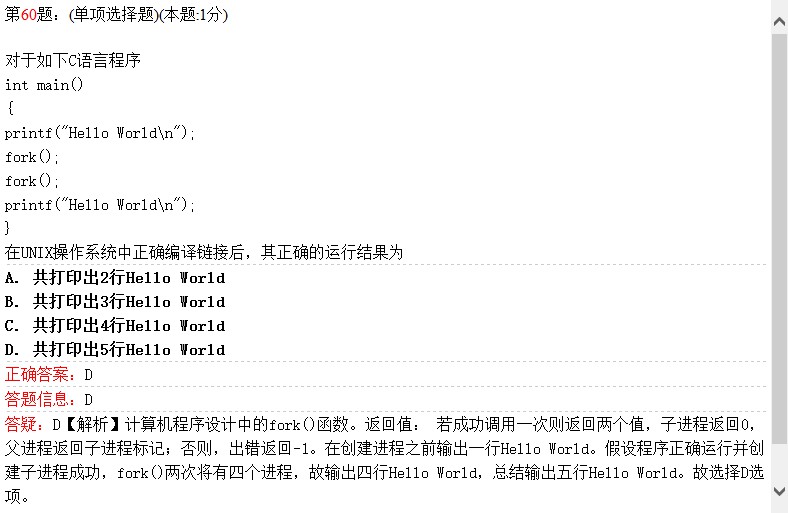 第60题：(单项选择题)(本题:1分)
对于如下C语言程序
int main()
{
printf("Hello World\n");
fork();
fork();
printf("Hello World\n");
}
在UNIX操作系统中正确编译链接后，其正确的运行结果为
A. 共打印出2行Hello World
B. 共打印出3行Hello World
C. 共打印出4行Hello World
D. 共打印出5行Hello World
正确答案：D
答题信息：D
答疑：D【解析】计算机程序设计中的fork()函数。返回值： 若成功调用一次则返回两个值，子进程返回0，
父进程返回子进程标记；否则，出错返回-1。在创建进程之前输出一行Hello World。假设程序正确运行并创
建子进程成功，fork()两次将有四个进程，故输出四行Hello World，总结输出五行Hello World。故选择D选
项。